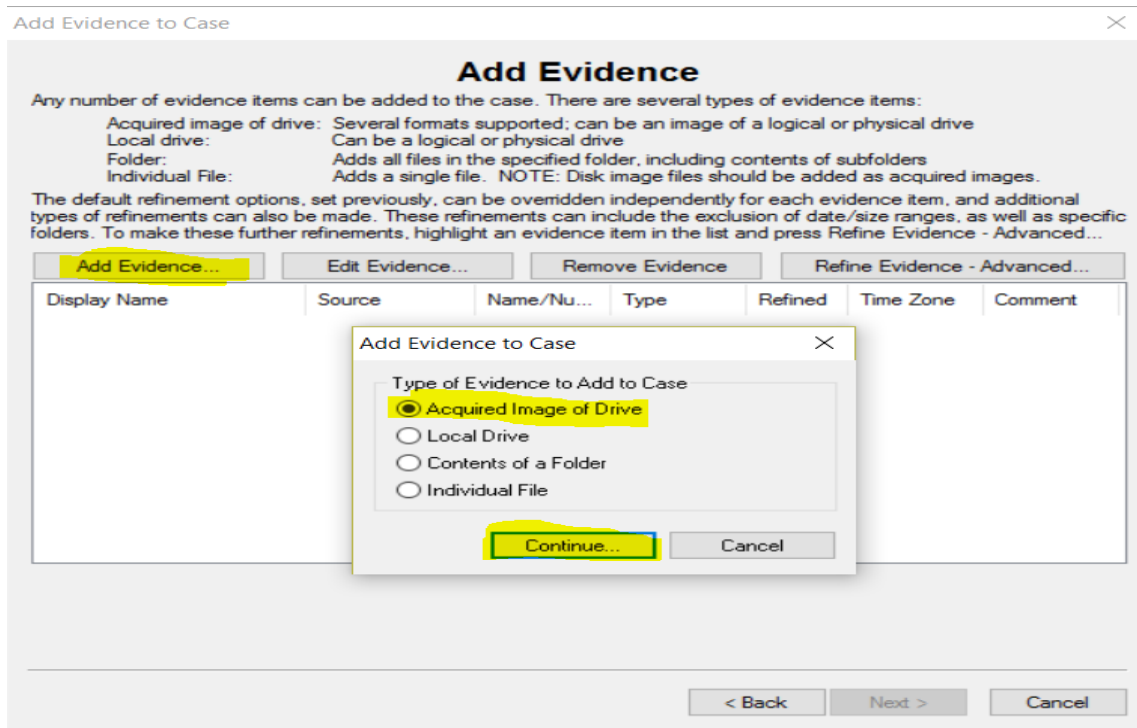 Add Evidence to Case
Add Evidence
Any number of evidence items can be added to the case. There are several types of evidence items:
Acquired image of drive: Several formats supported; can be an image of a logical or physical drive
Local drive: Can be a logical or physical drive
Folder: Adds all files in the specified folder, including contents of subfolders
Individual File: Adds a single file. NOTE: Disk image files should be added as acquired images.
The default refinement options, set previously, can be overridden independently for each evidence item, and additional
types of refinements can also be made. These refinements can include the exclusion of date/size ranges, as well as specific
folders. To make these further refinements, highlight an evidence item in the list and press Refine Evidence - Advanced...
Add Evidence... Edit Evidence... Remove Evidence Refine Evidence - Advanced...
Display Name Source Name/Nu... Type Refined Time Zone Comment
Add Evidence to Case
Type of Evidence to Add to Case
Acquired Image of Drive
Local Drive
Contents of a Folder
Individual File
Continue... Cancel
< Back Next > Cancel